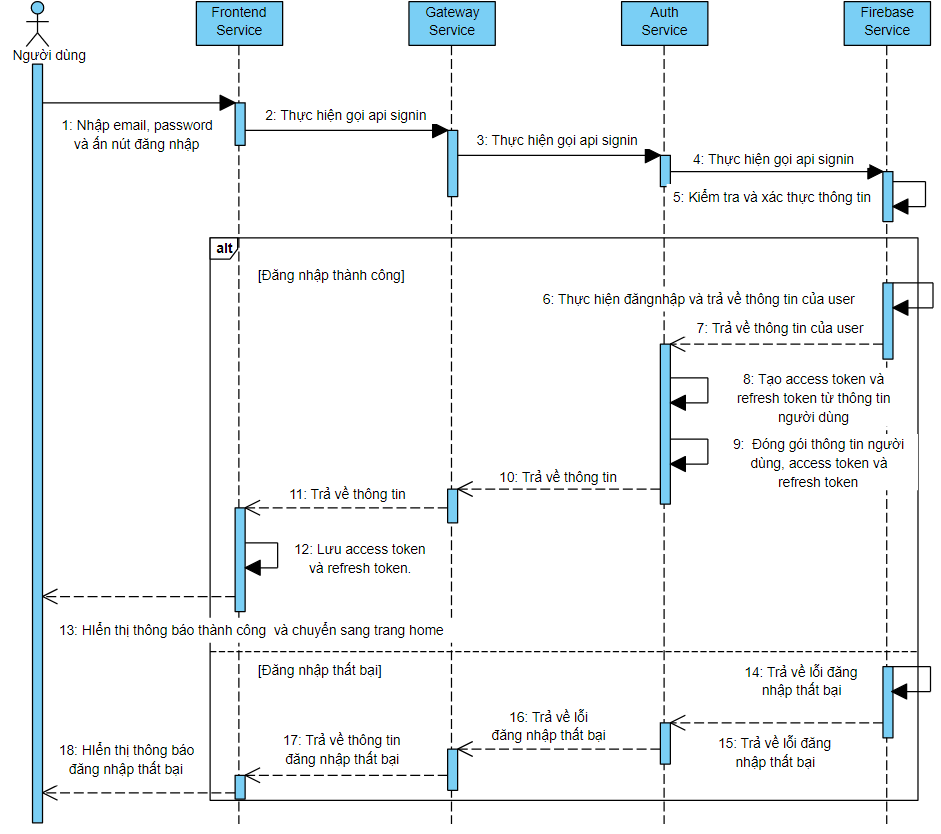 Frontend
Service
Gateway
Service
Auth
Service
Firebase
Service
Người dùng
1: Nhập email, password
và ấn nút đăng nhập
2: Thực hiện gọi api signin
3: Thực hiện gọi api signin
4: Thực hiện gọi api signin
5: Kiểm tra và xác thực thông tin
alt
[Đăng nhập thành công]
6: Thực hiện đăngnhập và trả về thông tin của user
7: Trả về thông tin của user
8: Tạo access token và
refresh token từ thông tin
người dùng
9:  Đóng gói thông tin người
dùng, access token và
refresh token
10: Trả về thông tin
11: Trả về thông tin
12: Lưu access token
và refresh token.
13: HIển thị thông báo thành công  và chuyển sang trang home
[Đăng nhập thất bại]
14: Trả về lỗi đăng
nhập thất bại
15: Trả về lỗi đăng
nhập thất bại
16: Trả về lỗi
đăng nhập thất bại
17: Trả về thông tin
đăng nhập thất bại
18: HIển thị thông báo
đăng nhập thất bại